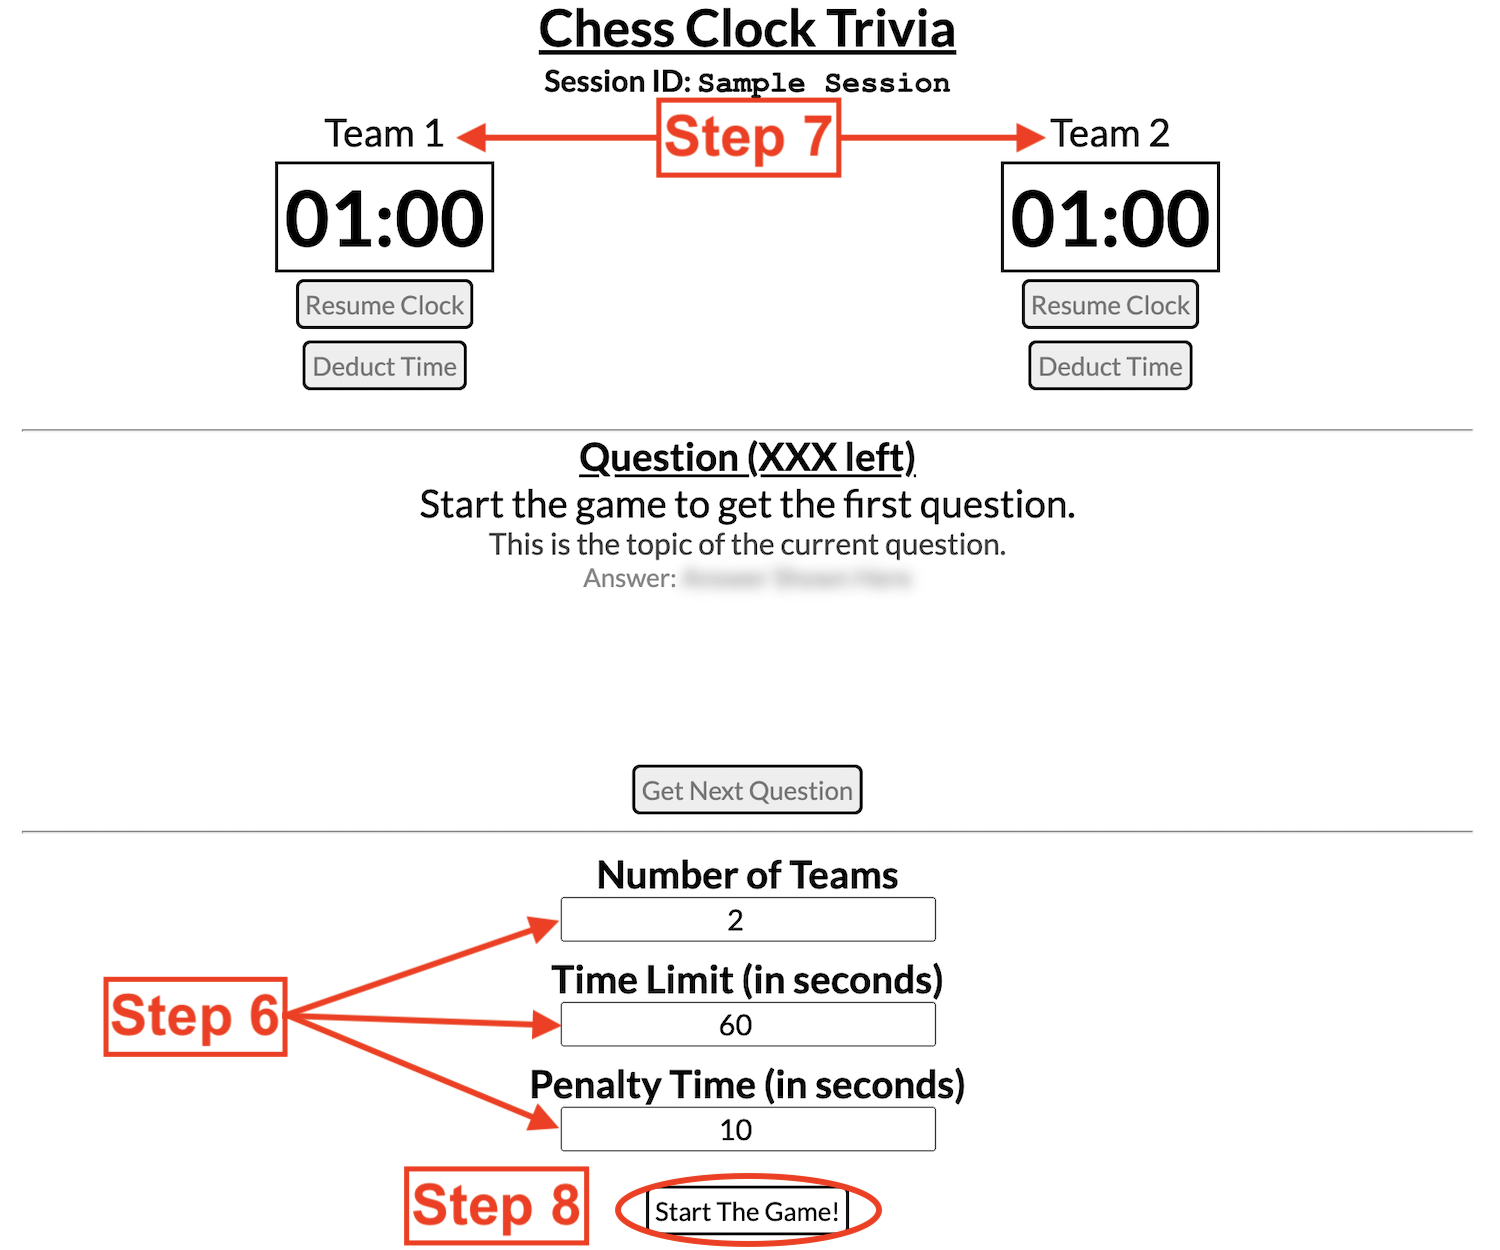 Chess Clock Trivia
Session ID: Sample Session
Team 1
Step 7
Team 2
01:00
01:00
Resume Clock
Resume Clock
Deduct Time
Deduct Time
Question (XXX left)
Start the game to get the first question.
This is the topic of the current question.
Answer: Answer Shown Here
Get Next Question
Number of Teams
2
Time Limit (in seconds)
Step 6
60
Penalty Time (in seconds)
10
Step 8
Start The Game!